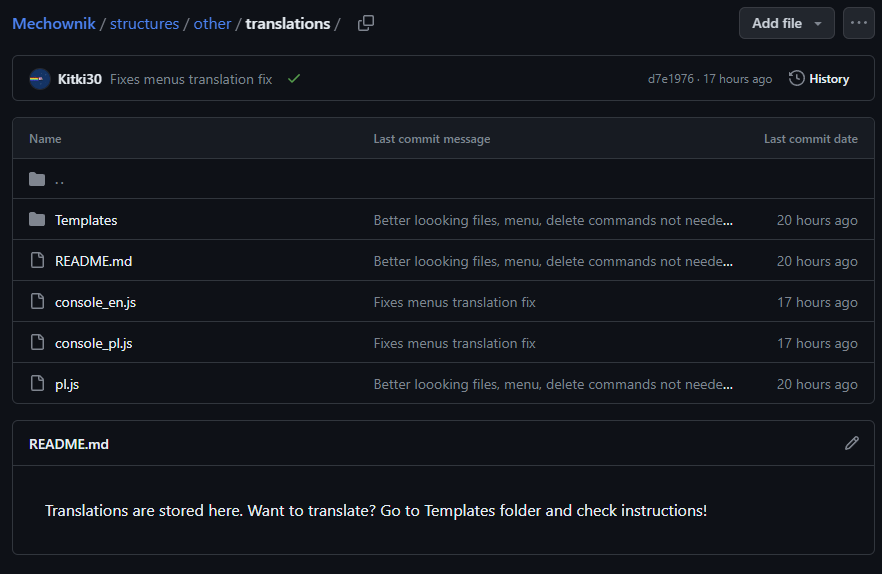 Mechownik / structures / other / translations /
Add file
Kitki30 Fixes menus translation fix
d7e1976 · 17 hours ago History
Name Last commit message Last commit date
..
Templates Better loooking files, menu, delete commands not neede... 20 hours ago
README.md Better loooking files, menu, delete commands not neede... 20 hours ago
console_en.js Fixes menus translation fix 17 hours ago
console_pl.js Fixes menus translation fix 17 hours ago
pl.js Better loooking files, menu, delete commands not neede... 20 hours ago
README.md
Translations are stored here. Want to translate? Go to Templates folder and check instructions!